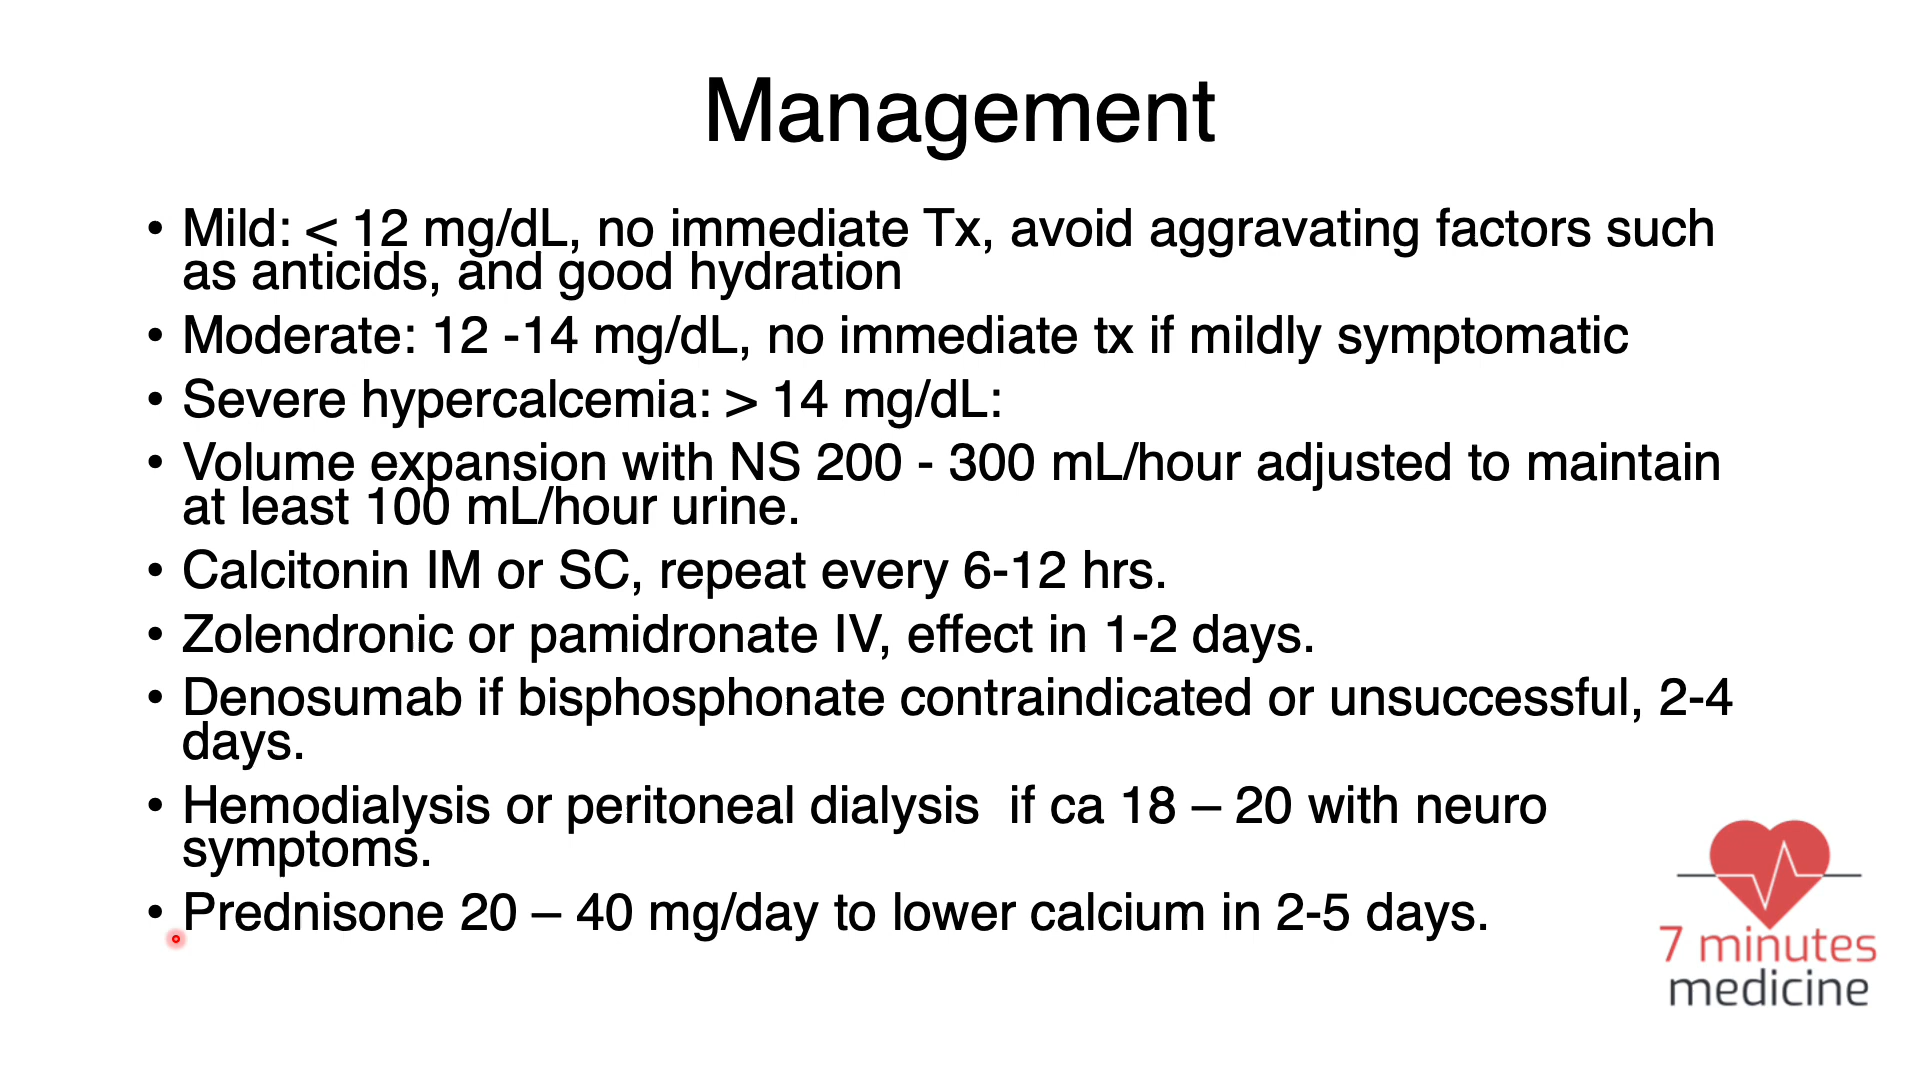 Management
• Mild: < 12 mg/dL, no immediate Tx, avoid aggravating factors such
as anticids, and good hydration
• Moderate: 12 -14 mg/dL, no immediate tx if mildly symptomatic
• Severe hypercalcemia: > 14 mg/dL:
• Volume expansion with NS 200 - 300 mL/hour adjusted to maintain
at least 100 mL/hour urine.
• Calcitonin IM or SC, repeat every 6-12 hrs.
• Zolendronic or pamidronate IV, effect in 1-2 days.
• Denosumab if bisphosphonate contraindicated or unsuccessful, 2-4
days.
• Hemodialysis or peritoneal dialysis  if ca 18 – 20 with neuro
symptoms.
• Prednisone 20 – 40 mg/day to lower calcium in 2-5 days.
7 minutes
medicine